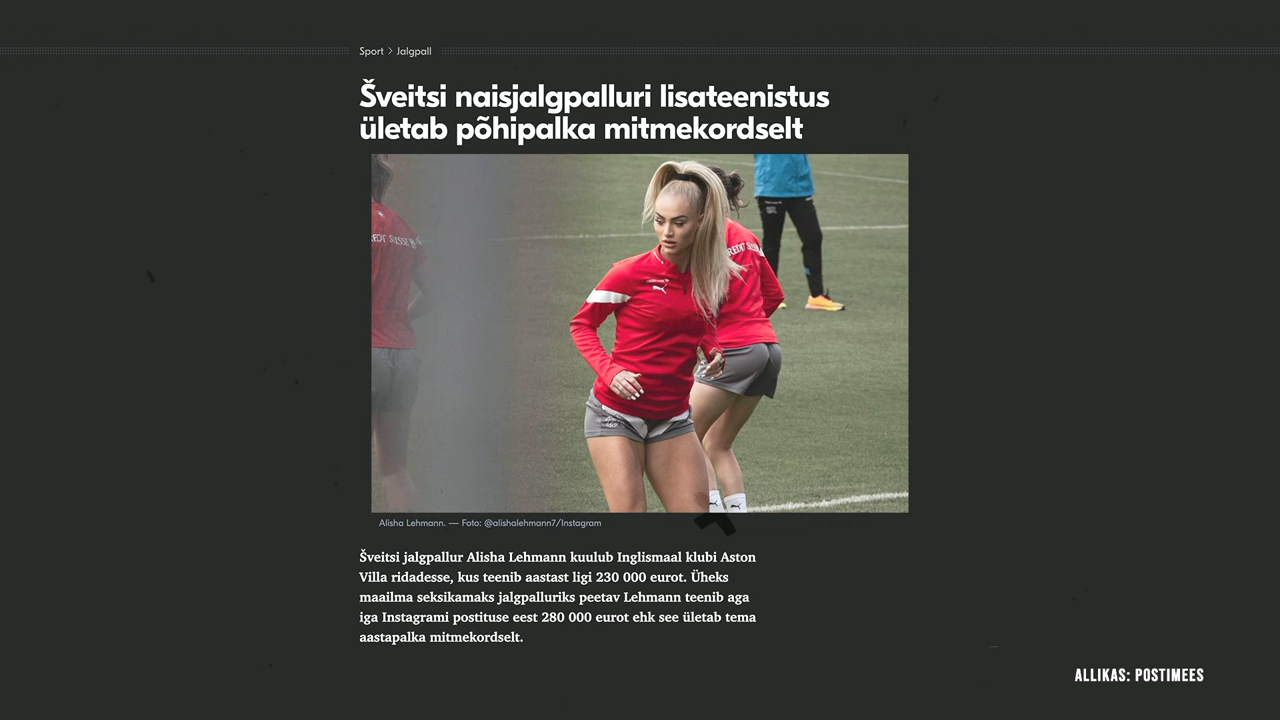 Sport > Jalgpall
Šveitsi naisjalgpalluri lisateenistus
ületab põhipalka mitmekordselt
Alisha Lehmann. — Foto: @alishalehmann7/Instagram
Šveitsi jalgpallur Alisha Lehmann kuulub Inglismaal klubi Aston
Villa ridadesse, kus teenib aastast ligi 230 000 eurot. Üheks
maailma seksikamaks jalgpalluriks peetav Lehmann teenib aga
iga Instagrami postituse eest 280 000 eurot ehk see ületab tema
aastapalka mitmekordselt.
ALLIKAS: POSTIMEES